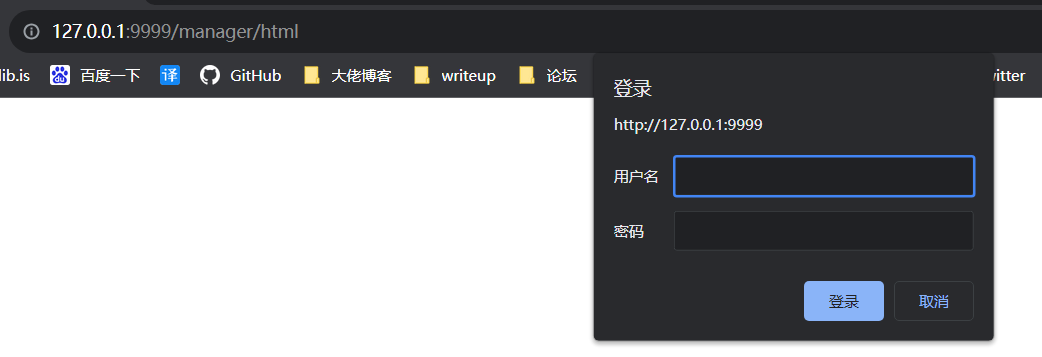 127.0.0.1:9999/manager/html
lib.is 百度一下 译 GitHub 大佬博客 writeup 论坛 witter
登录
http://127.0.0.1:9999
用户名
密码
登录 取消